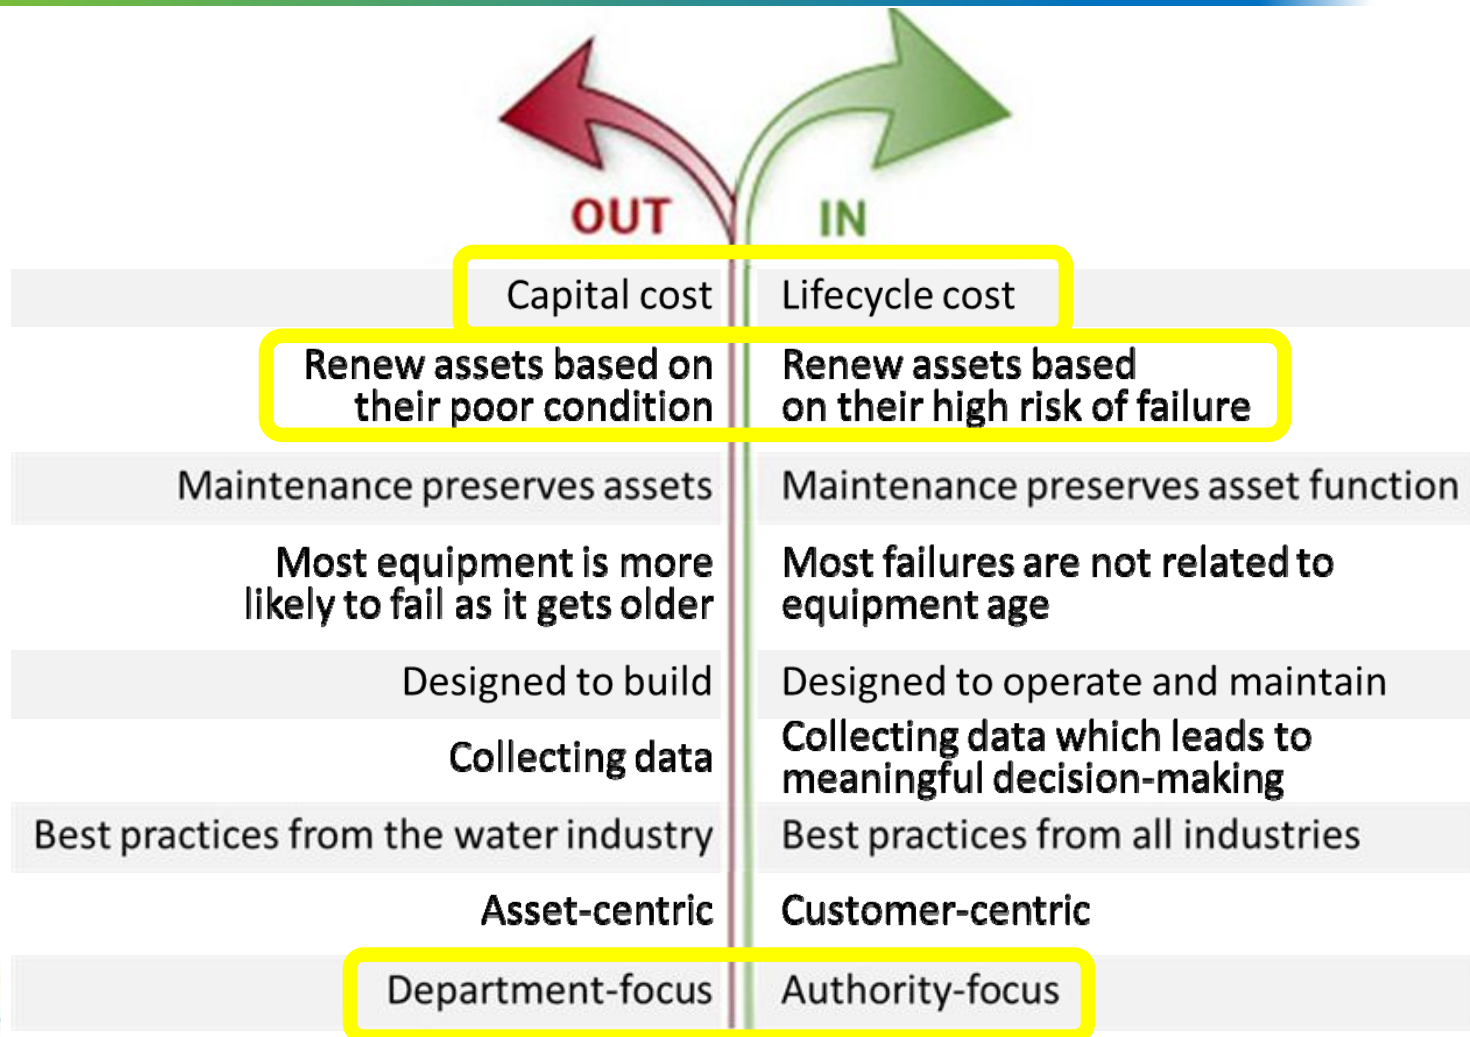 OUT IN
Capital cost Lifecycle cost
Renew assets based on
their poor condition
Renew assets based
on their high risk of failure
Maintenance preserves assets Maintenance preserves asset function
Most equipment is more
likely to fail as it gets older
Most failures are not related to
equipment age
Designed to build Designed to operate and maintain
Collecting data
Collecting data which leads to
meaningful decision-making
Best practices from the water industry Best practices from all industries
Asset-centric Customer-centric
Department-focus Authority-focus